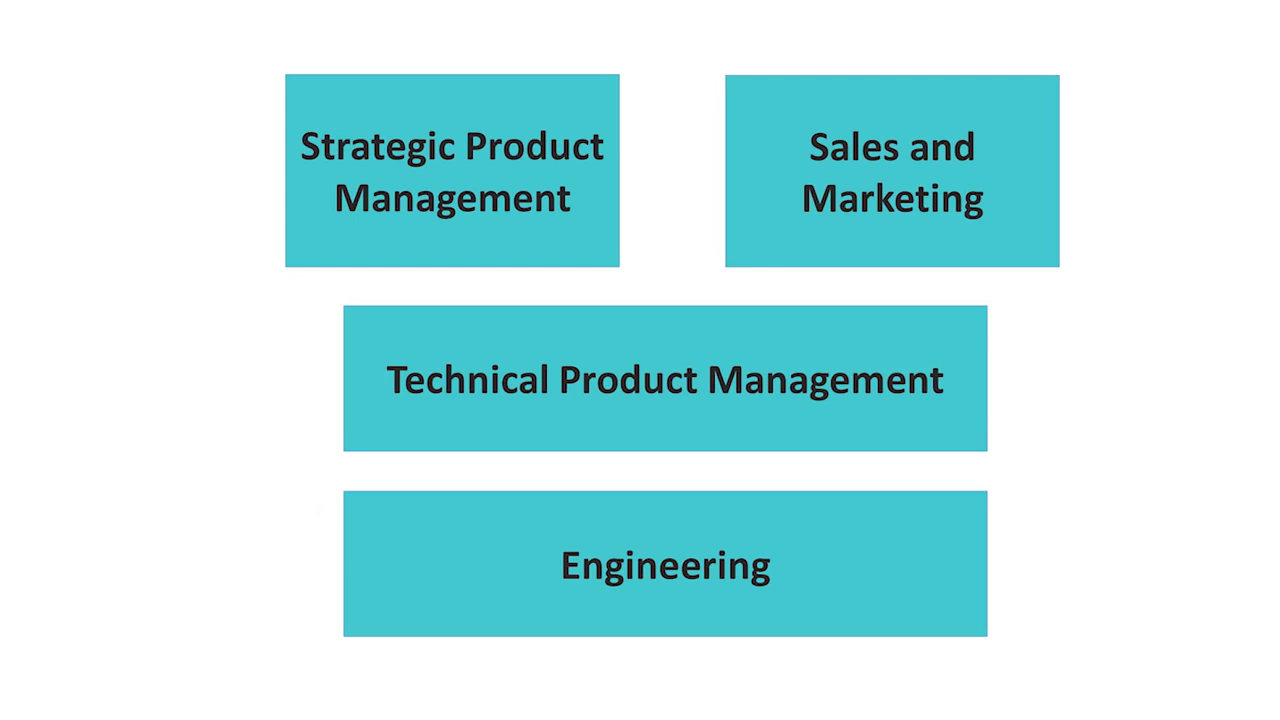 Strategic Product
Management
Sales and
Marketing
Technical Product Management
Engineering